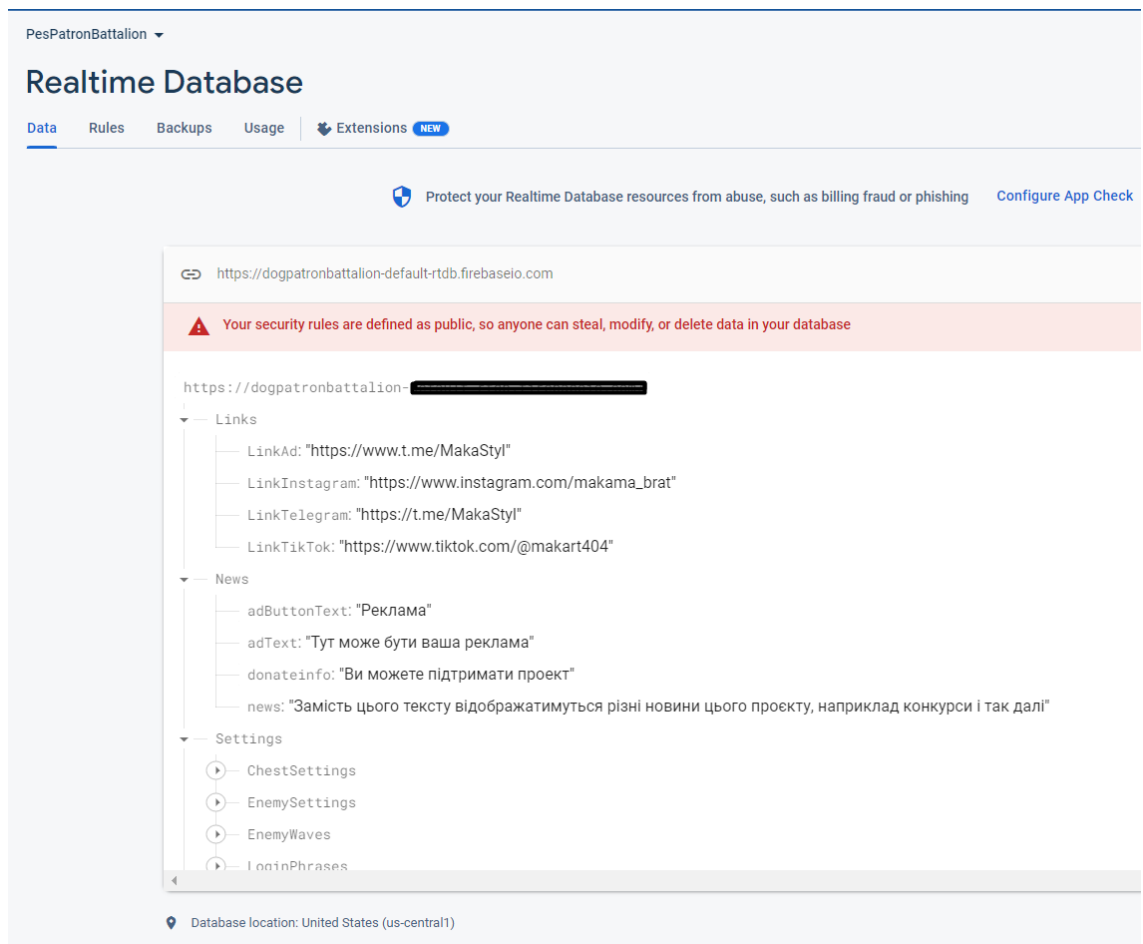 PesPatronBattalion
Realtime Database
Data Rules Backups Usage Extensions NEW
Protect your Realtime Database resources from abuse, such as billing fraud or phishing Configure App Check
https://dogpatronbattalion-default-rtdb.firebaseio.com
Your security rules are defined as public, so anyone can steal, modify, or delete data in your database
https://dogpatronbattalion-
Links
LinkAd: "https://www.t.me/MakaStyl"
LinkInstagram: "https://www.instagram.com/makama_brat"
LinkTelegram: "https://t.me/MakaStyl"
LinkTikTok: "https://www.tiktok.com/@makart404"
News
adButtonText: "Реклама"
adText: "Тут може бути ваша реклама"
donateinfo: "Ви можете підтримати проект"
news: "Замість цього тексту відображатимуться різні новини цього проєкту, наприклад конкурси і так далі"
Settings
ChestSettings
EnemySettings
EnemyWaves
LoginPhrases
Database location: United States (us-central1)